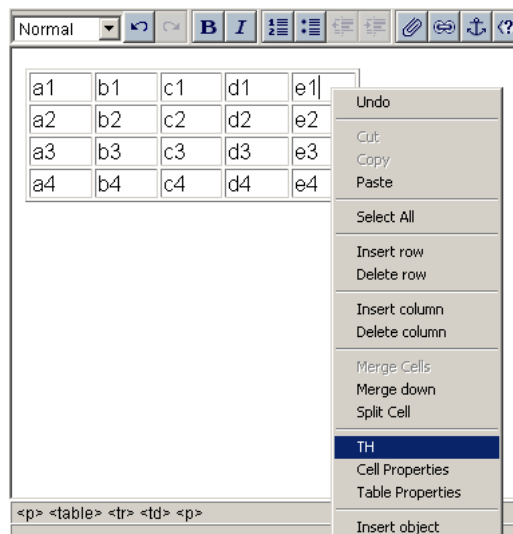 Normal B I
a1 b1 c1 d1 e1
a2 b2 c2 d2 e2
a3 b3 c3 d3 e3
a4 b4 c4 d4 e4
Undo
Cut
Copy
Paste
Select All
Insert row
Delete row
Insert column
Delete column
Merge Cells
Merge down
Split Cell
TH
Cell Properties
Table Properties
Insert object
<p> <table> <tr> <td> <p>